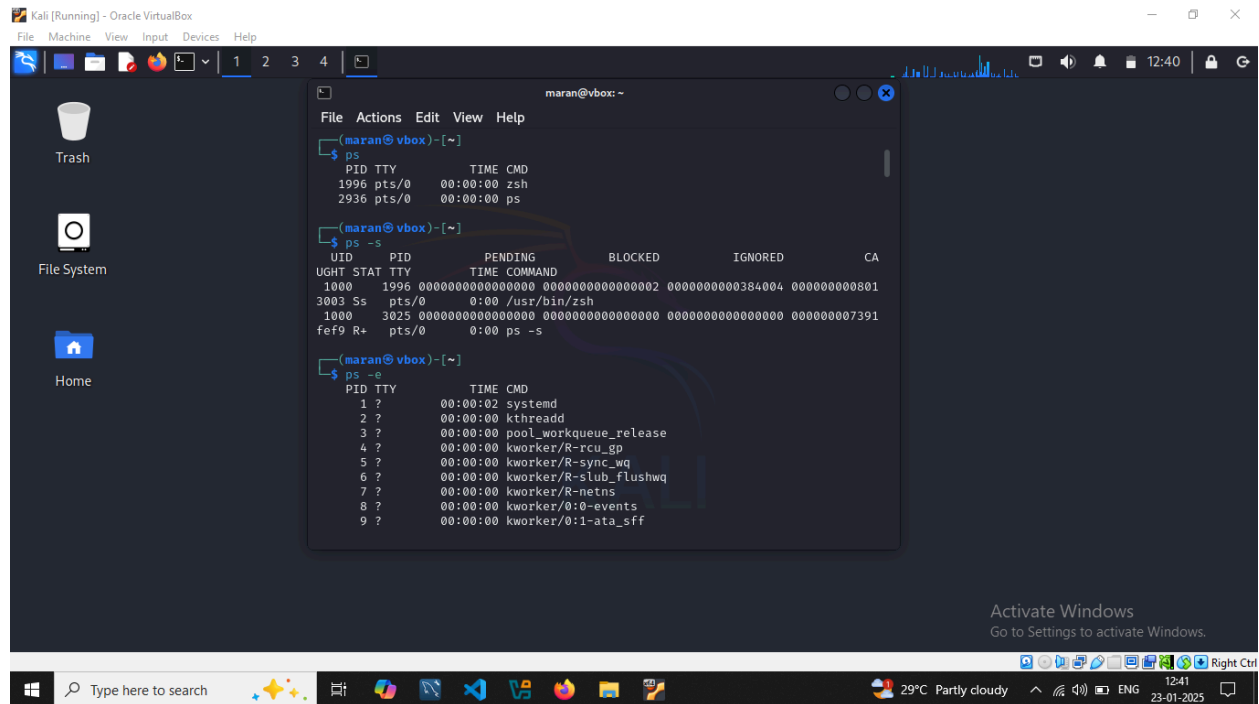 Kali [Running] - Oracle VirtualBox
File Machine View Input Devices Help
1 2 3 4
12:40
maran@vbox: ~
File Actions Edit View Help
Trash
File System
Home
┌──(maran㉿vbox)-[~]
└─$ ps
PID TTY TIME CMD
1996 pts/0 00:00:00 zsh
2936 pts/0 00:00:00 ps
┌──(maran㉿vbox)-[~]
└─$ ps -s
UID PID PENDING BLOCKED IGNORED CA
UGHT STAT TTY TIME COMMAND
1000 1996 0000000000000000 0000000000000002 0000000000384004 000000000801
3003 Ss pts/0 0:00 /usr/bin/zsh
1000 3025 0000000000000000 0000000000000000 0000000000000000 000000007391
fef9 R+ pts/0 0:00 ps -s
┌──(maran㉿vbox)-[~]
└─$ ps -e
PID TTY TIME CMD
1 ? 00:00:02 systemd
2 ? 00:00:00 kthreadd
3 ? 00:00:00 pool_workqueue_release
4 ? 00:00:00 kworker/R-rcu_gp
5 ? 00:00:00 kworker/R-sync_wq
6 ? 00:00:00 kworker/R-slub_flushwq
7 ? 00:00:00 kworker/R-netns
8 ? 00:00:00 kworker/0:0-events
9 ? 00:00:00 kworker/0:1-ata_sff
KALI
Activate Windows
Go to Settings to activate Windows.
Right Ctrl
Type here to search
29°C Partly cloudy
ENG
12:41
23-01-2025